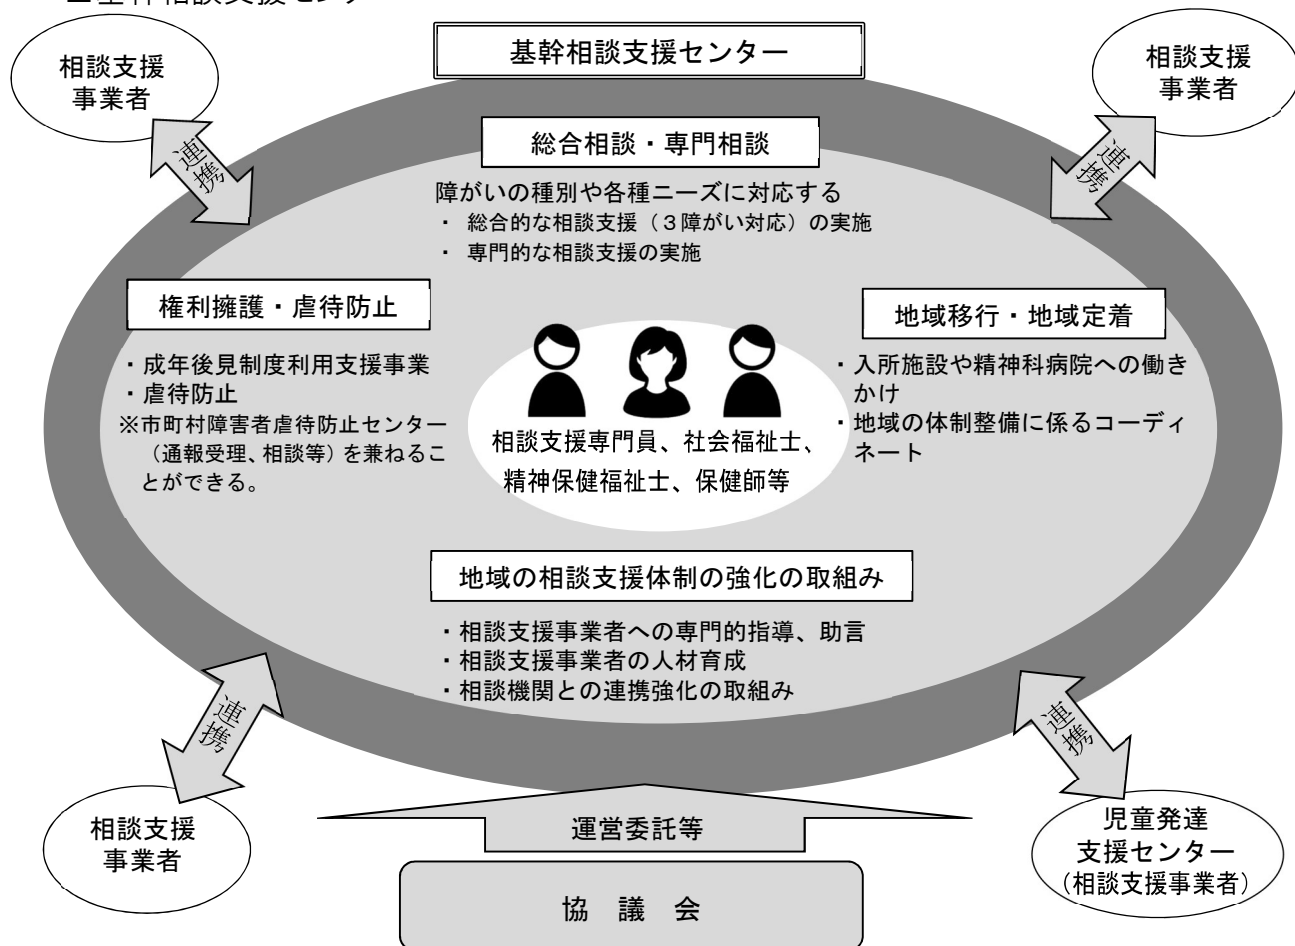 基幹相談支援センター
相談支援
事業者
相談支援
事業者
連携
連携
総合相談・専門相談
障がいの種別や各種ニーズに対応する
・ 総合的な相談支援（３障がい対応）の実施
・ 専門的な相談支援の実施
権利擁護・虐待防止
・成年後見制度利用支援事業
・虐待防止
※市町村障害者虐待防止センター
（通報受理、相談等）を兼ねるこ
とができる。
地域移行・地域定着
・入所施設や精神科病院への働き
かけ
・地域の体制整備に係るコーディ
ネート
相談支援専門員、社会福祉士、
精神保健福祉士、保健師等
地域の相談支援体制の強化の取組み
・相談支援事業者への専門的指導、助言
・相談支援事業者の人材育成
・相談機関との連携強化の取組み
連携
連携
相談支援
事業者
児童発達
支援センター
（相談支援事業者）
運営委託等
協 議 会